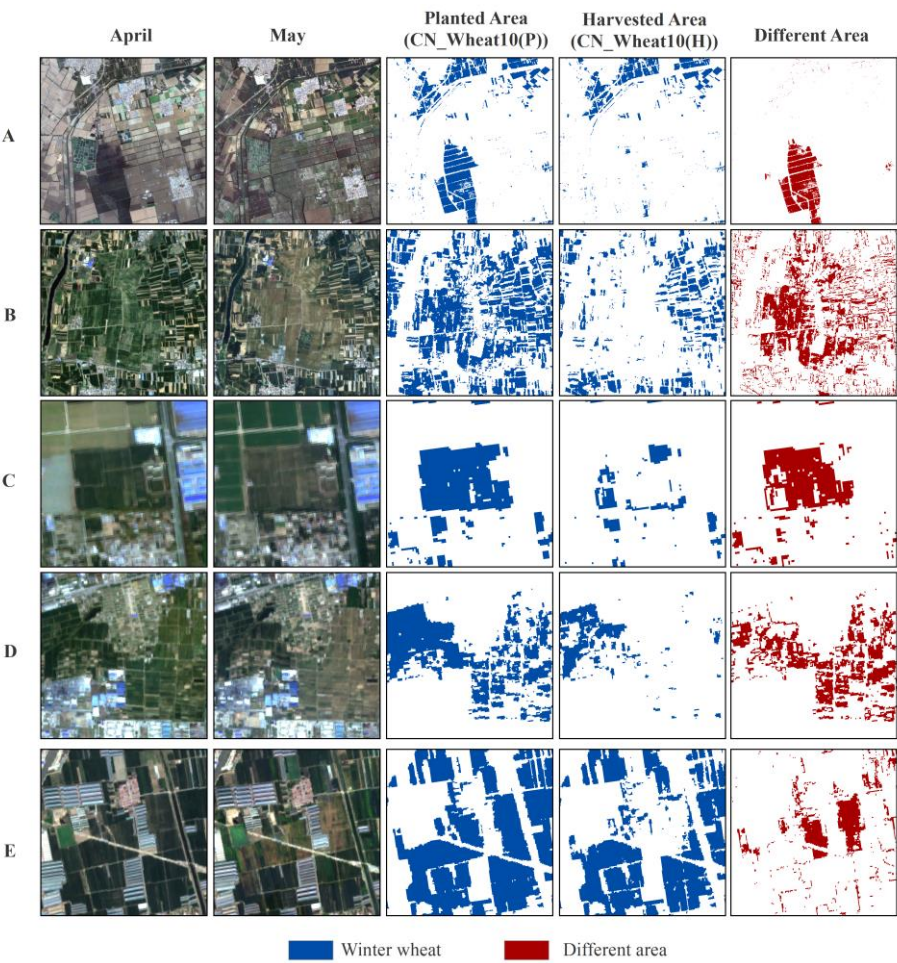 April May Planted Area (CN_Wheat10(P)) Harvested Area (CN_Wheat10(H)) Different Area
A
B
C
D
E
Winter wheat Different area